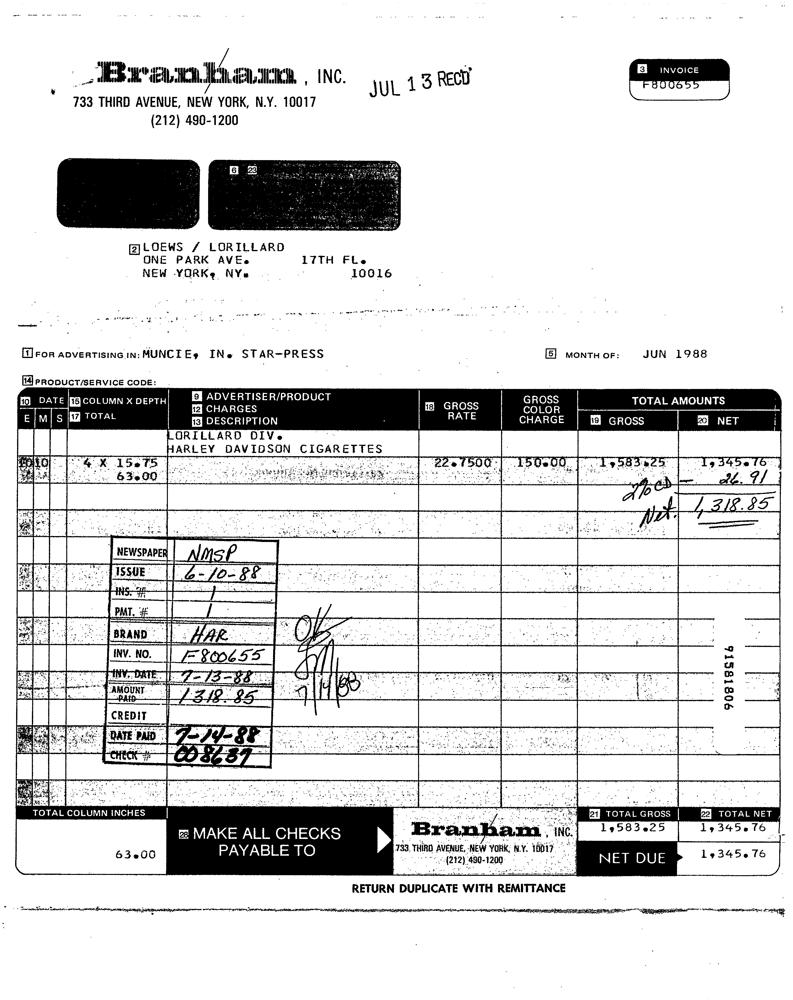 Branham, INC.
JUL 13 RECD
733 THIRD AVENUE, NEW YORK, N.Y. 10017
(212) 490-1200
3 INVOICE
F800655
6 23
2 LOEWS / LORILLARD
ONE PARK AVE. 17TH FL.
NEW YORK, NY. 10016
1 FOR ADVERTISING IN: MUNCIE, IN. STAR-PRESS
5 MONTH OF: JUN 1988
14 PRODUCT/SERVICE CODE:
10 DATE 15 COLUMN X DEPTH 9 ADVERTISER/PRODUCT 18 GROSS RATE GROSS COLOR CHARGE TOTAL AMOUNTS
E M S 17 TOTAL 12 CHARGES 19 GROSS 20 NET
13 DESCRIPTION
LORILLARD DIV.
HARLEY DAVIDSON CIGARETTES
10 4 X 15.75 22.7500 150.00 1,583.25 1,345.76
63.00
2% CD - 26.91
Net. 1,318.85
NEWSPAPER NMSP
ISSUE 6-10-88
INS. # 1
PMT. # 1
BRAND HAR
INV. NO. F800655
INV. DATE 7-13-88
AMOUNT PAID 1318.85
CREDIT
DATE PAID 7-14-88
CHECK # 008637
OK
7/14/88
91581806
TOTAL COLUMN INCHES
63.00
MAKE ALL CHECKS
PAYABLE TO
Branham, INC.
733 THIRD AVENUE, NEW YORK, N.Y. 10017
(212) 490-1200
21 TOTAL GROSS 22 TOTAL NET
1,583.25 1,345.76
NET DUE 1,345.76
RETURN DUPLICATE WITH REMITTANCE